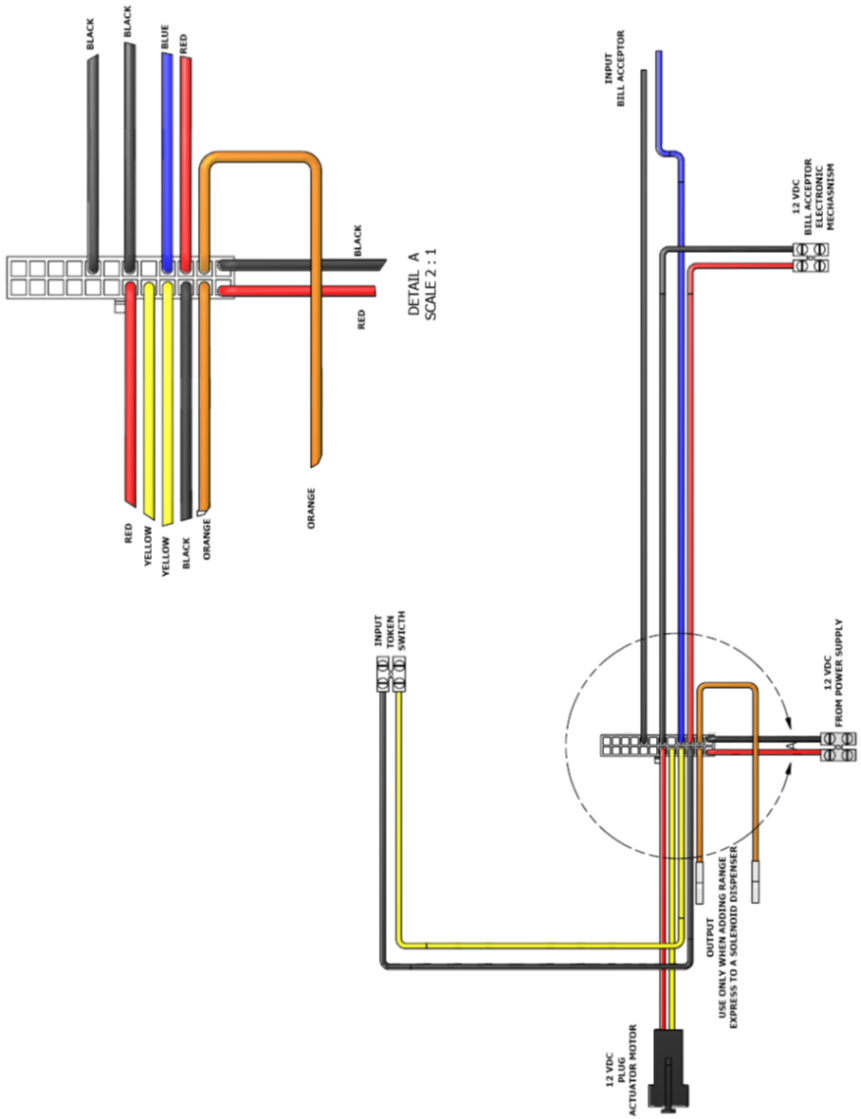 BLACK
BLACK
BLUE
RED
BLACK
RED
DETAIL A
SCALE 2 : 1
RED
YELLOW
YELLOW
BLACK
ORANGE
ORANGE
INPUT
BILL ACCEPTOR
12 VDC
BILL ACCEPTOR
ELECTRONIC
MECHASNISM
INPUT
TOKEN
SWICTH
12 VDC
FROM POWER SUPPLY
A
OUTPUT
USE ONLY WHEN ADDING RANGE
EXPRESS TO A SOLENOID DISPENSER
12 VDC
PLUG
ACTUATOR MOTOR